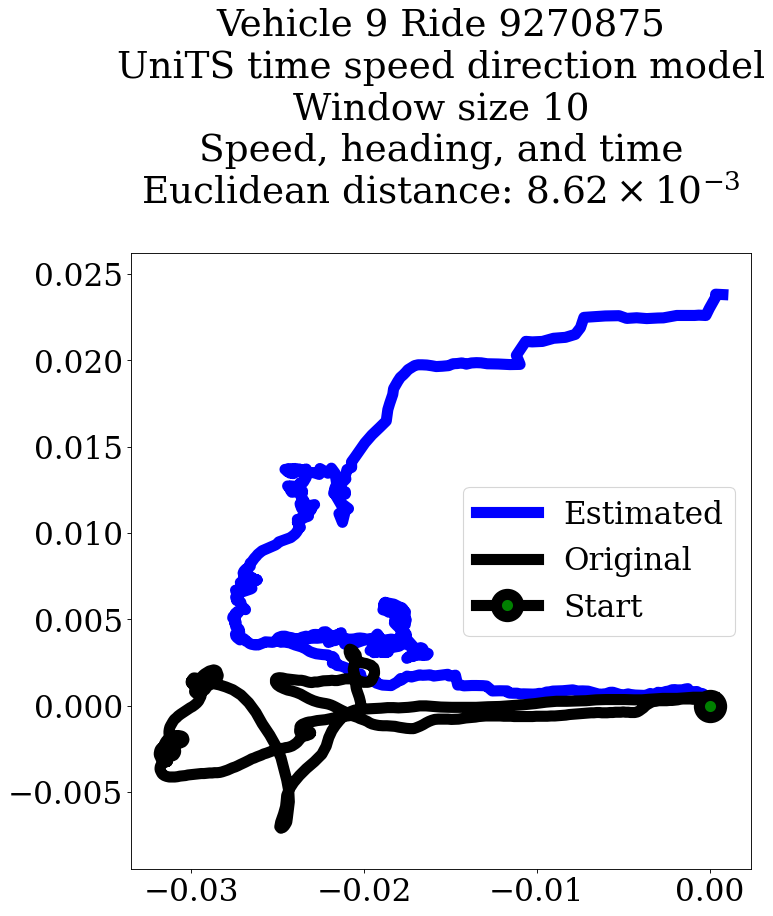 Vehicle 9 Ride 9270875
UniTS time speed direction model
Window size 10
Speed, heading, and time
Euclidean distance: 8.62 × 10⁻³
0.025
0.020
0.015
0.010
0.005
0.000
−0.005
Estimated
Original
Start
−0.03 −0.02 −0.01 0.00